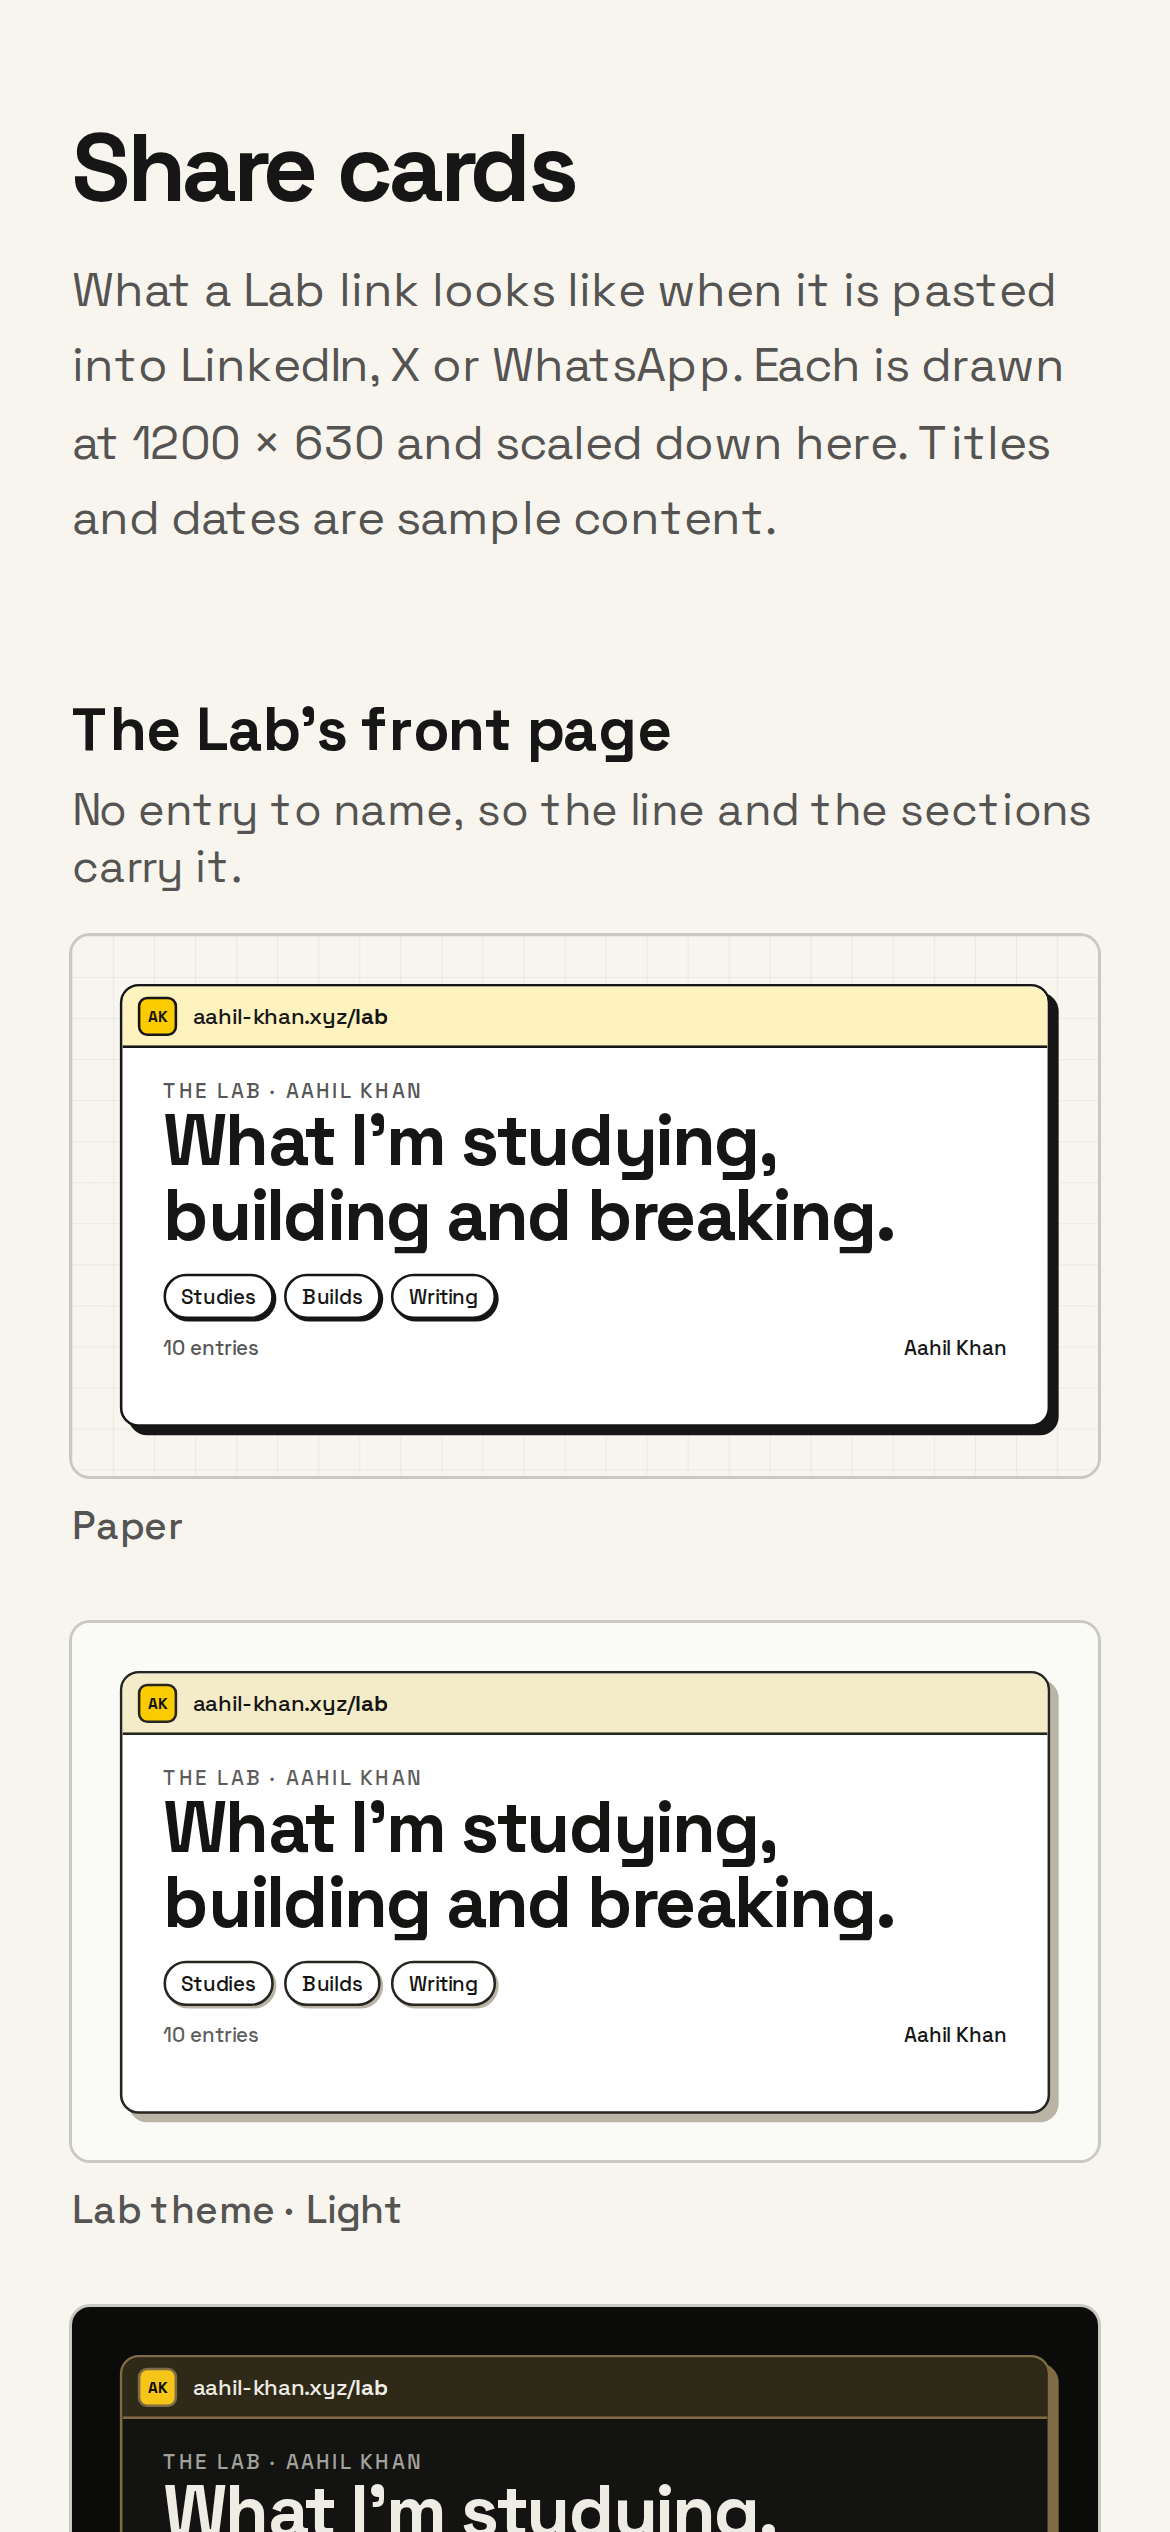 Share cards
What a Lab link looks like when it is pasted
into LinkedIn, X or WhatsApp. Each is drawn
at 1200 × 630 and scaled down here. Titles
and dates are sample content.
The Lab’s front page
No entry to name, so the line and the sections
carry it.
AK aahil-khan.xyz/lab
THE LAB · AAHIL KHAN
What I’m studying,
building and breaking.
Studies Builds Writing
10 entries Aahil Khan
Paper
AK aahil-khan.xyz/lab
THE LAB · AAHIL KHAN
What I’m studying,
building and breaking.
Studies Builds Writing
10 entries Aahil Khan
Lab theme · Light
AK aahil-khan.xyz/lab
THE LAB · AAHIL KHAN
What I’m studying,